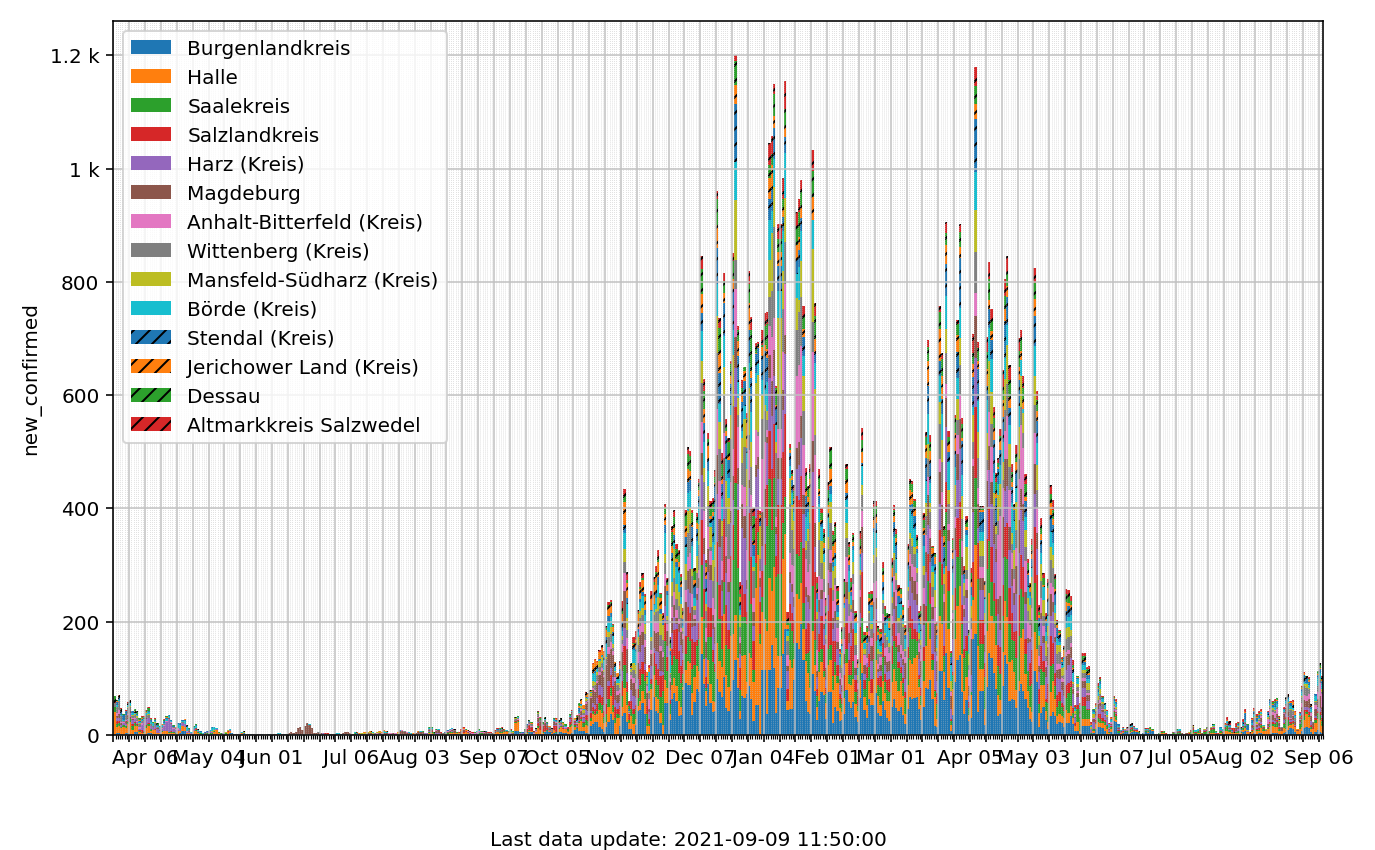 1.2 k
1 k
800
600
400
200
0
new_confirmed
Burgenlandkreis
Halle
Saalekreis
Salzlandkreis
Harz (Kreis)
Magdeburg
Anhalt-Bitterfeld (Kreis)
Wittenberg (Kreis)
Mansfeld-Südharz (Kreis)
Börde (Kreis)
Stendal (Kreis)
Jerichower Land (Kreis)
Dessau
Altmarkkreis Salzwedel
Apr 06 May 04 Jun 01 Jul 06 Aug 03 Sep 07 Oct 05 Nov 02 Dec 07 Jan 04 Feb 01 Mar 01 Apr 05 May 03 Jun 07 Jul 05 Aug 02 Sep 06
Last data update: 2021-09-09 11:50:00